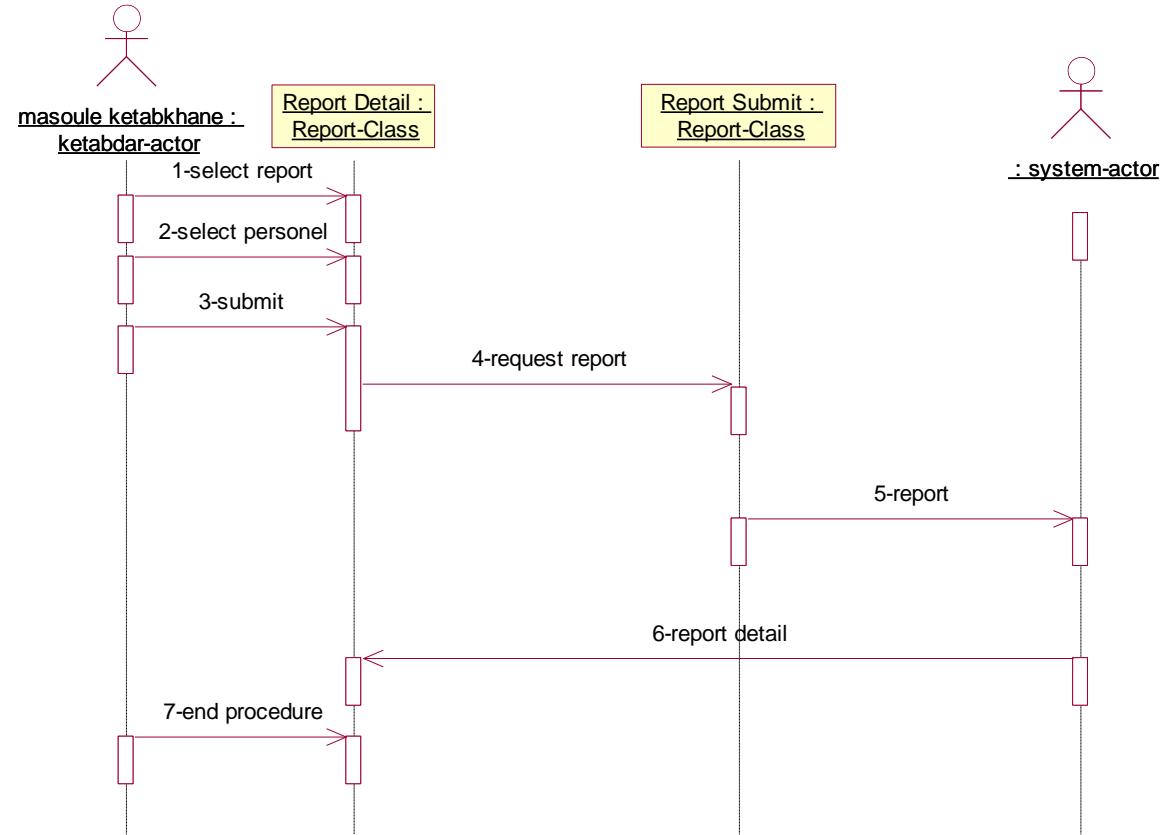 masoule ketabkhane :
ketabdar-actor
Report Detail :
Report-Class
Report Submit :
Report-Class
: system-actor
1-select report
2-select personel
3-submit
4-request report
5-report
6-report detail
7-end procedure